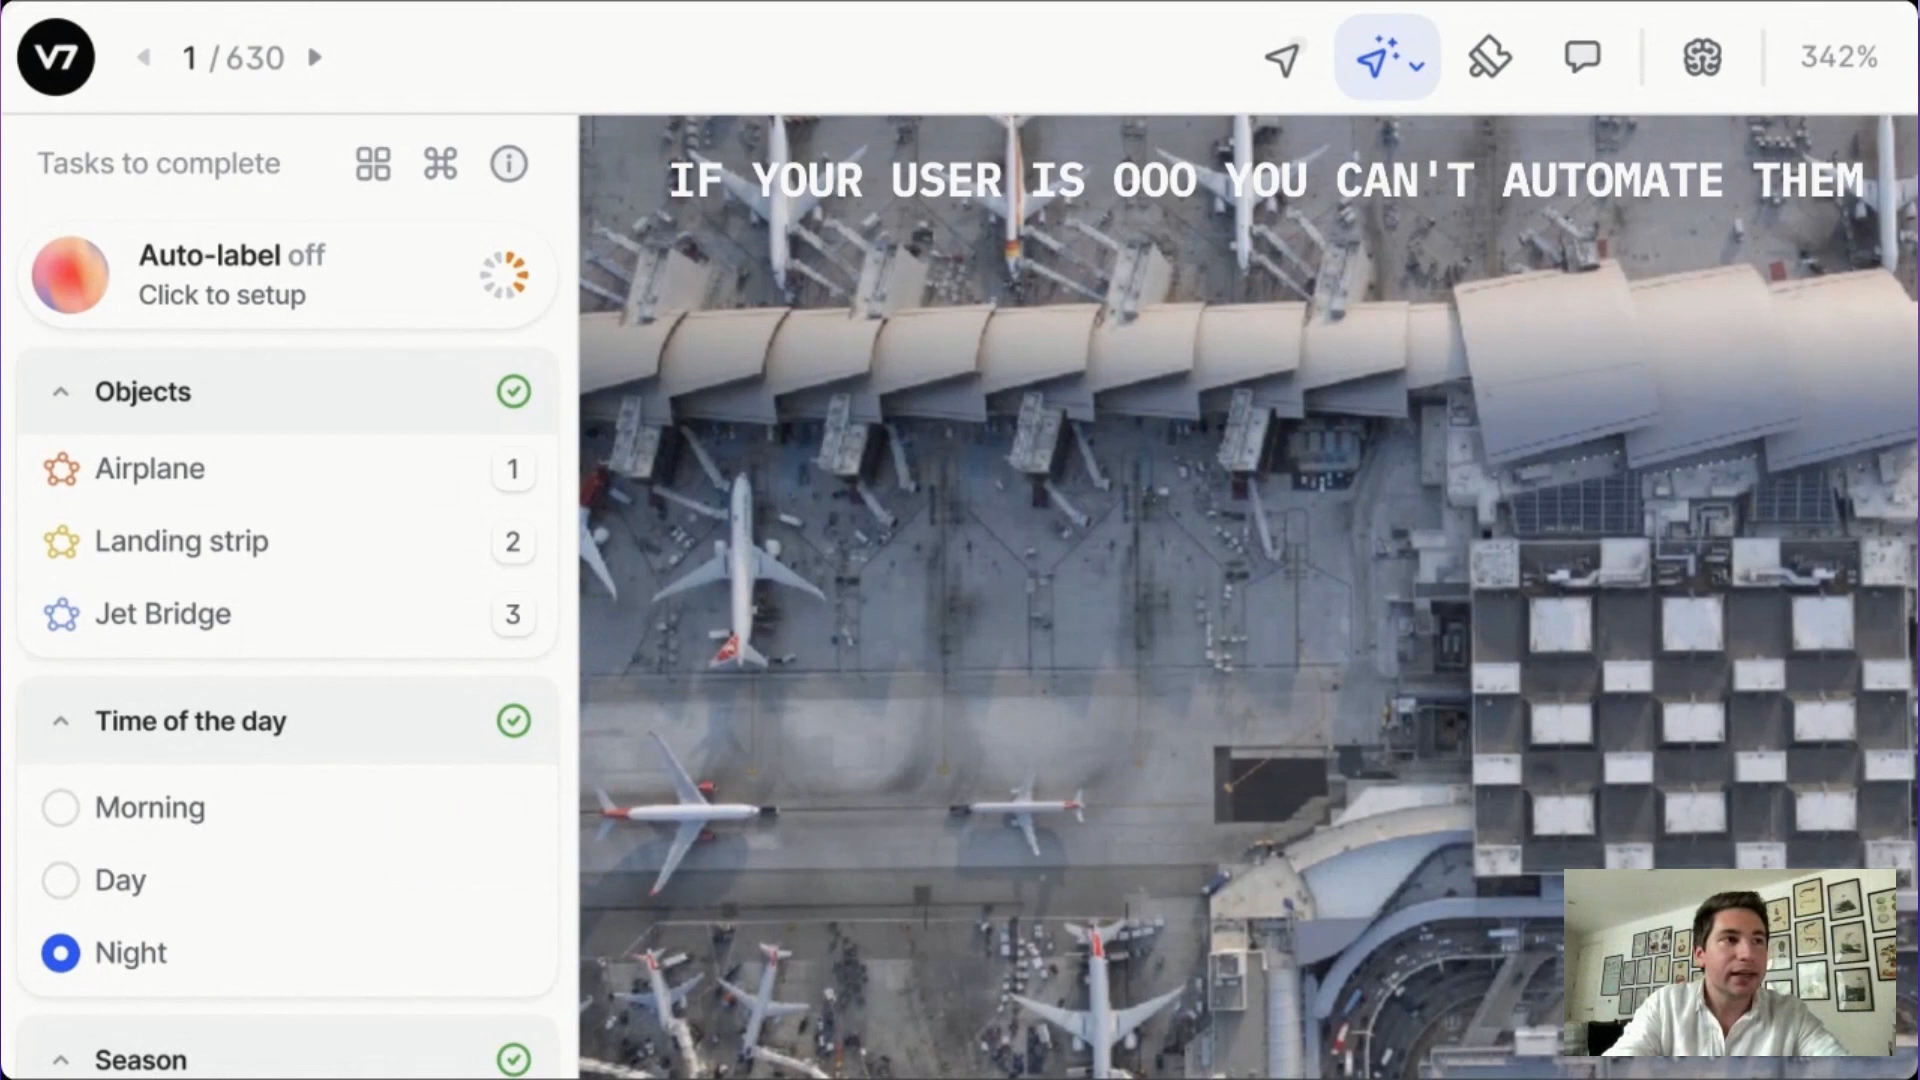 V7
1 / 630
342%
Tasks to complete
IF YOUR USER IS OOO YOU CAN'T AUTOMATE THEM
Auto-label off
Click to setup
Objects
Airplane 1
Landing strip 2
Jet Bridge 3
Time of the day
Morning
Day
Night
Season